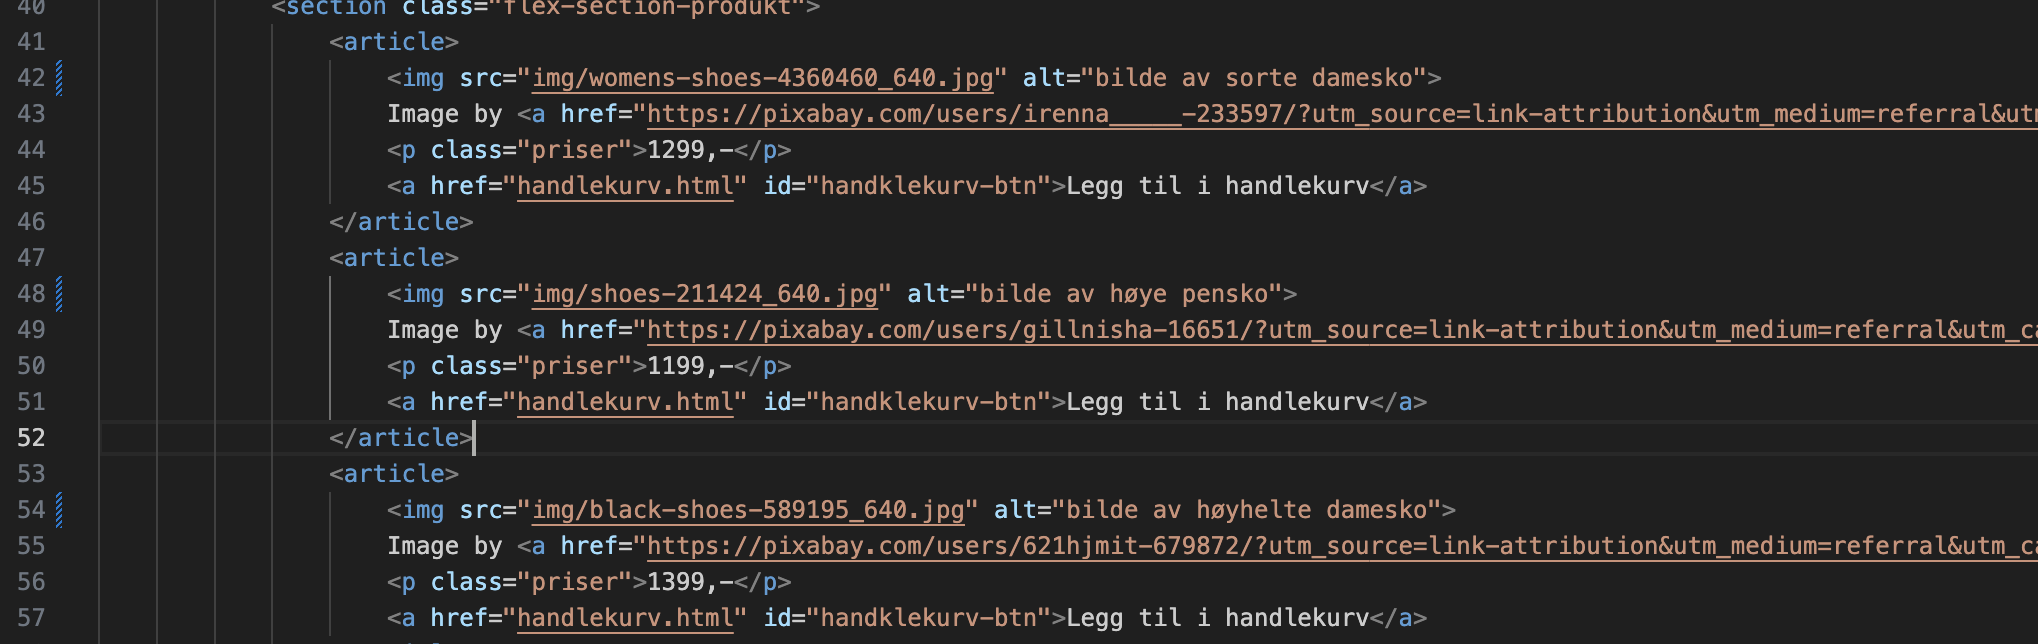 40 <section class="flex-section-produkt">
41 <article>
42 <img src="img/womens-shoes-4360460_640.jpg" alt="bilde av sorte damesko">
43 Image by <a href="https://pixabay.com/users/irenna_____-233597/?utm_source=link-attribution&utm_medium=referral&utm
44 <p class="priser">1299,-</p>
45 <a href="handlekurv.html" id="handklekurv-btn">Legg til i handlekurv</a>
46 </article>
47 <article>
48 <img src="img/shoes-211424_640.jpg" alt="bilde av høye pensko">
49 Image by <a href="https://pixabay.com/users/gillnisha-16651/?utm_source=link-attribution&utm_medium=referral&utm_ca
50 <p class="priser">1199,-</p>
51 <a href="handlekurv.html" id="handklekurv-btn">Legg til i handlekurv</a>
52 </article>
53 <article>
54 <img src="img/black-shoes-589195_640.jpg" alt="bilde av høyhelte damesko">
55 Image by <a href="https://pixabay.com/users/621hjmit-679872/?utm_source=link-attribution&utm_medium=referral&utm_ca
56 <p class="priser">1399,-</p>
57 <a href="handlekurv.html" id="handklekurv-btn">Legg til i handlekurv</a>